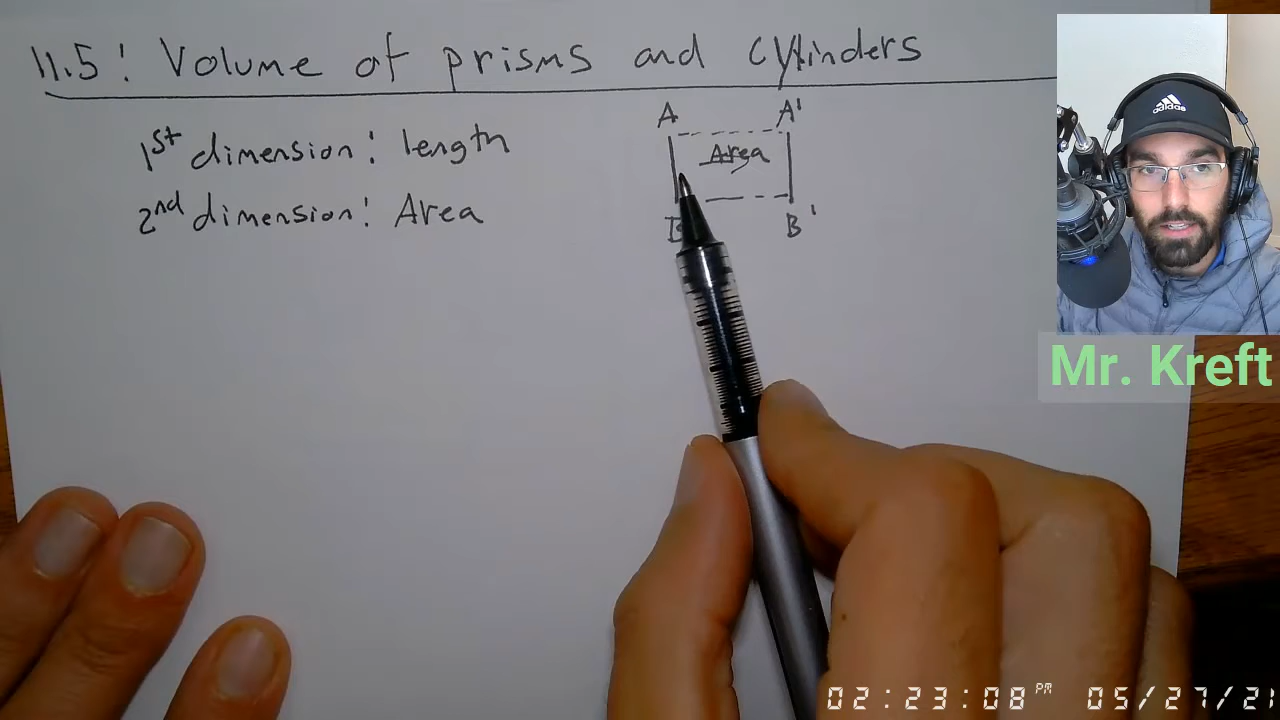 11.5: Volume of prisms and cylinders
1st dimension: length
2nd dimension: Area
A A'
Area
B'
adidas
Mr. Kreft
02:23:08 PM 05/27/21